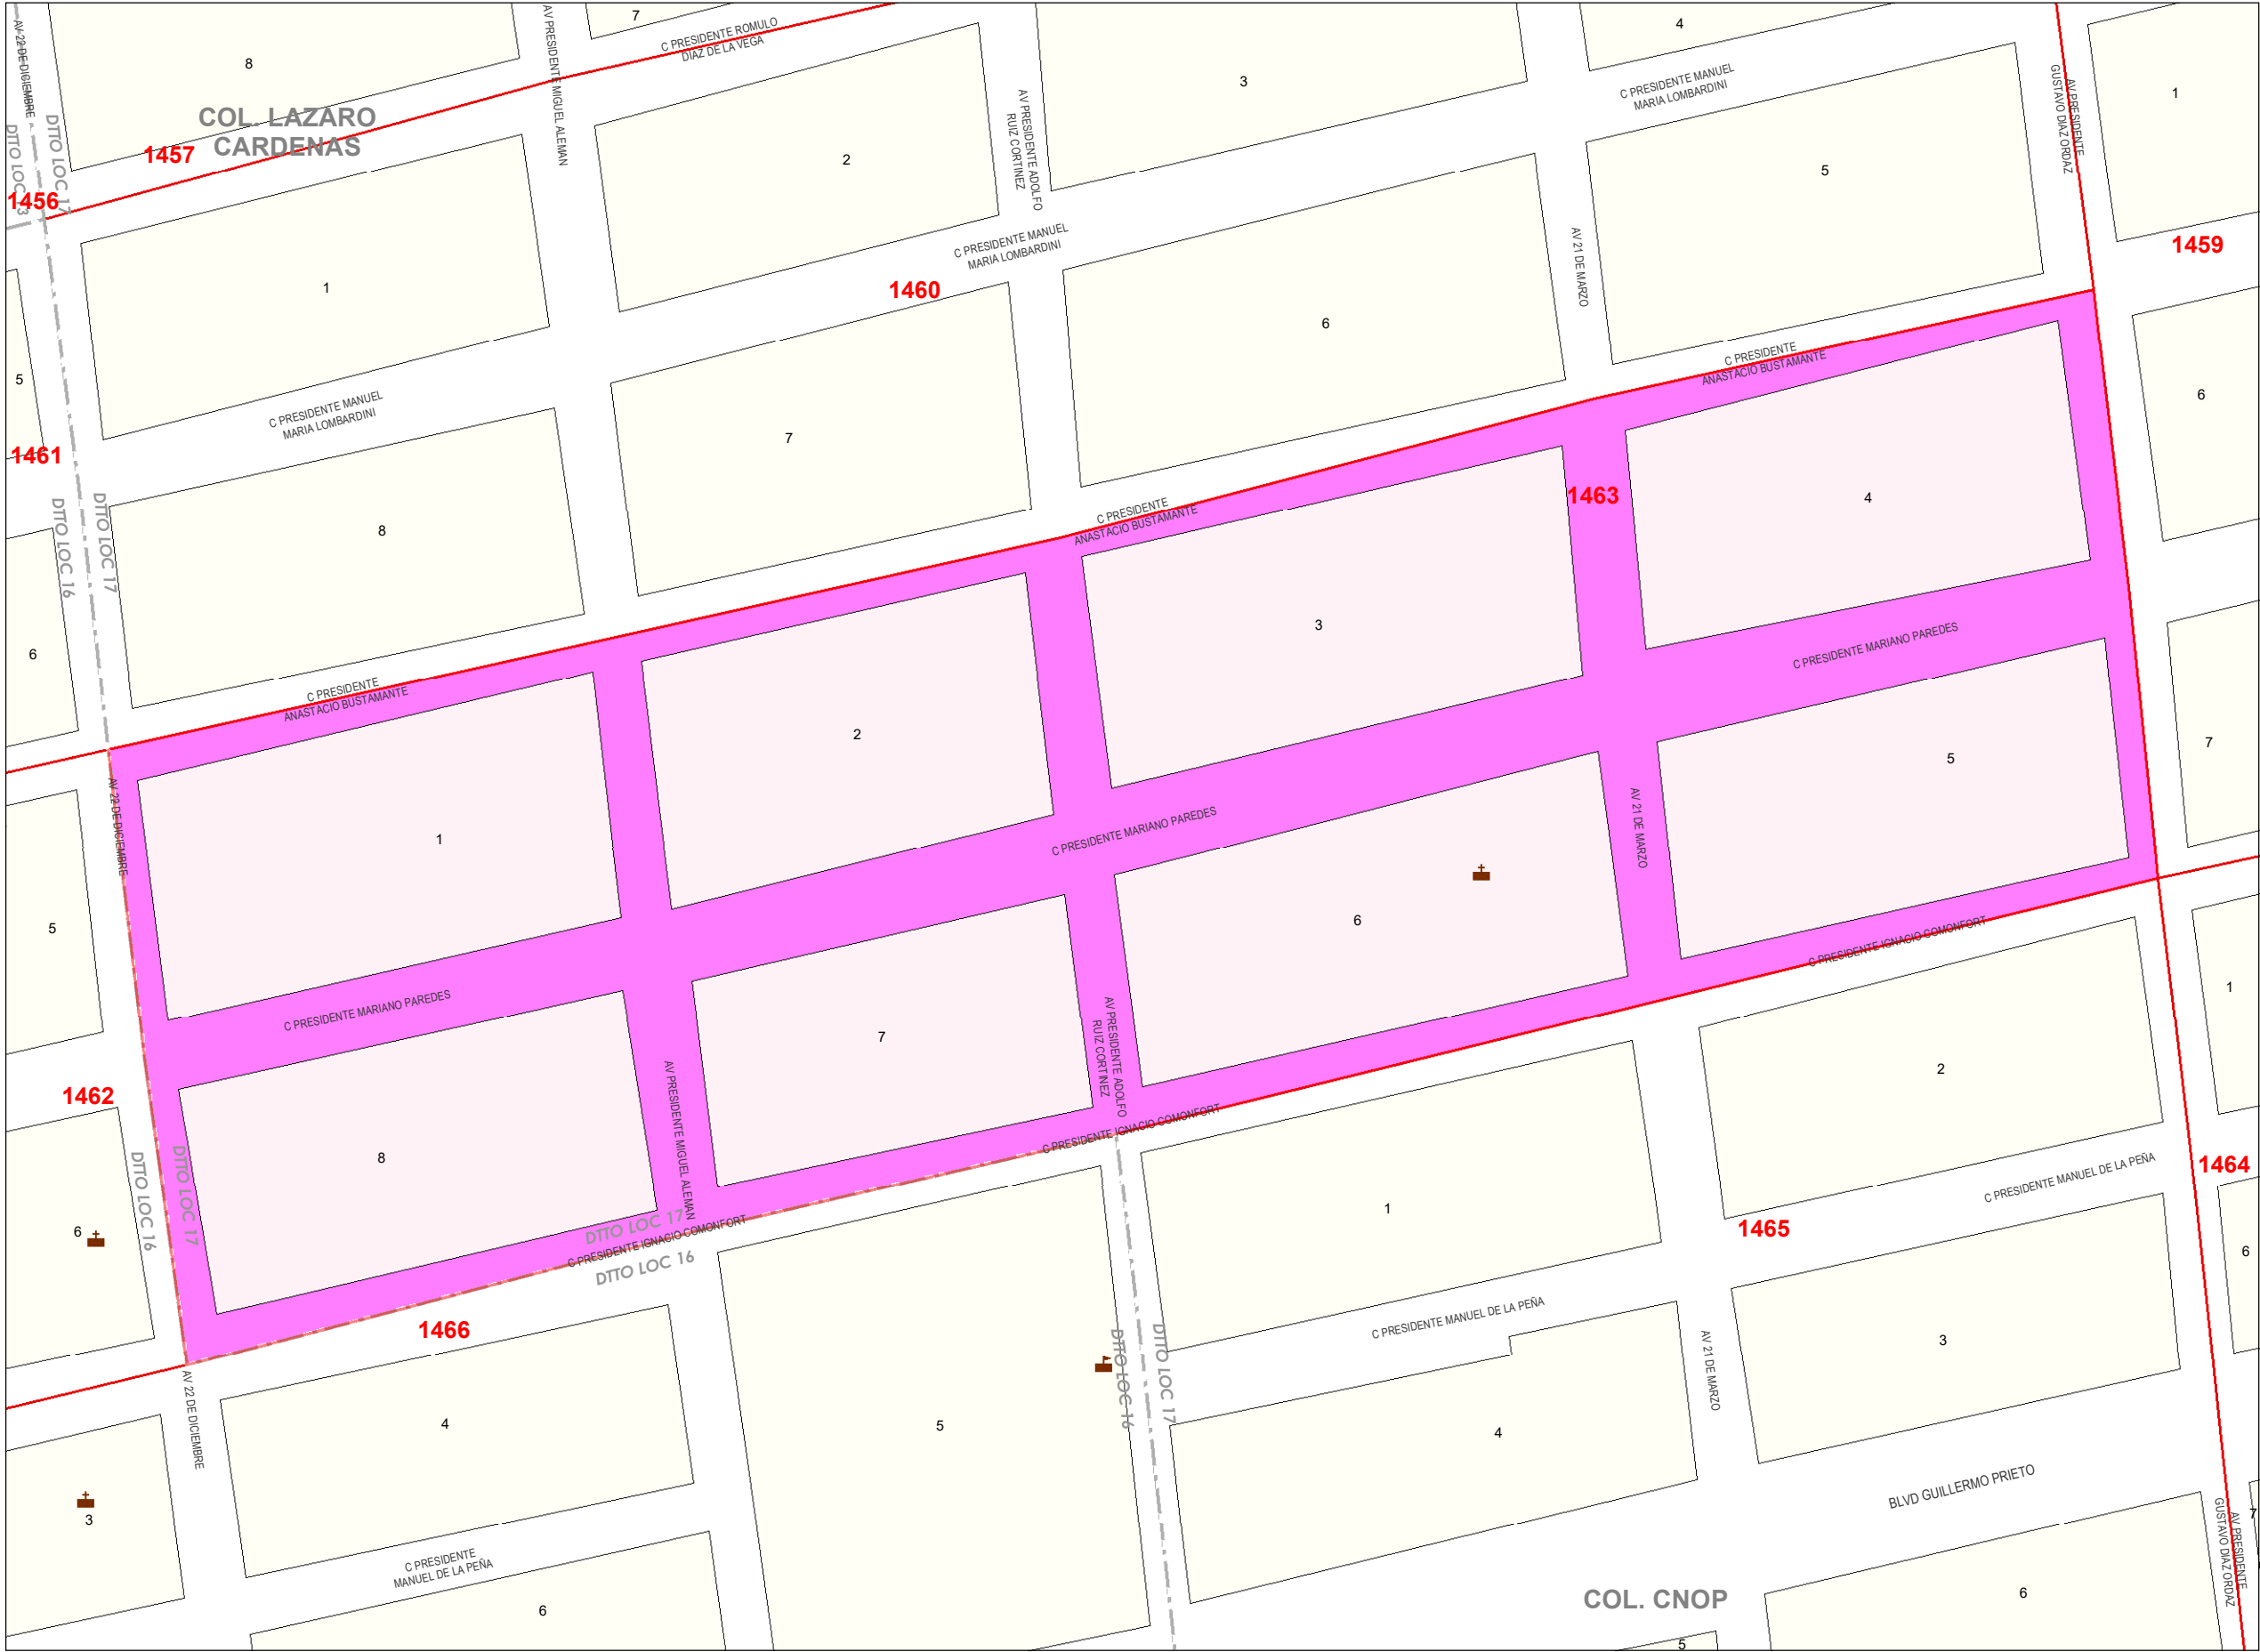 AV 22 DE DICIEMBRE
8
AV PRESIDENTE MIGUEL ALEMAN
7
C PRESIDENTE ROMULO
DIAZ DE LA VEGA
3
4
C PRESIDENTE MANUEL
MARIA LOMBARDINI
AV PRESIDENTE
GUSTAVO DIAZ ORDAZ
1
COL. LAZARO
CARDENAS
1457
DTTO LOC 17
1456
2
AV PRESIDENTE ADOLFO
RUIZ CORTINEZ
5
1459
C PRESIDENTE MANUEL
MARIA LOMBARDINI
AV 21 DE MARZO
1
1460
6
5
C PRESIDENTE
ANASTACIO BUSTAMANTE
6
C PRESIDENTE MANUEL
MARIA LOMBARDINI
7
1461
1463
4
DTTO LOC 16
DTTO LOC 17
8
C PRESIDENTE
ANASTACIO BUSTAMANTE
3
6
C PRESIDENTE MARIANO PAREDES
C PRESIDENTE
ANASTACIO BUSTAMANTE
2
7
5
AV 22 DE DICIEMBRE
1
C PRESIDENTE MARIANO PAREDES
AV 21 DE MARZO
5
6
C PRESIDENTE IGNACIO COMONFORT
C PRESIDENTE MARIANO PAREDES
7
AV PRESIDENTE ADOLFO
RUIZ CORTINEZ
1
2
1462
AV PRESIDENTE MIGUEL ALEMAN
C PRESIDENTE IGNACIO COMONFORT
8
1464
DTTO LOC 16
DTTO LOC 17
C PRESIDENTE MANUEL DE LA PEÑA
1
6
DTTO LOC 17
C PRESIDENTE IGNACIO COMONFORT
DTTO LOC 16
1465
6
1466
C PRESIDENTE MANUEL DE LA PEÑA
3
DTTO LOC 16
DTTO LOC 17
AV 21 DE MARZO
AV 22 DE DICIEMBRE
4
5
4
BLVD GUILLERMO PRIETO
3
7
AV PRESIDENTE
GUSTAVO DIAZ ORDAZ
C PRESIDENTE
MANUEL DE LA PEÑA
COL. CNOP
6
6
5